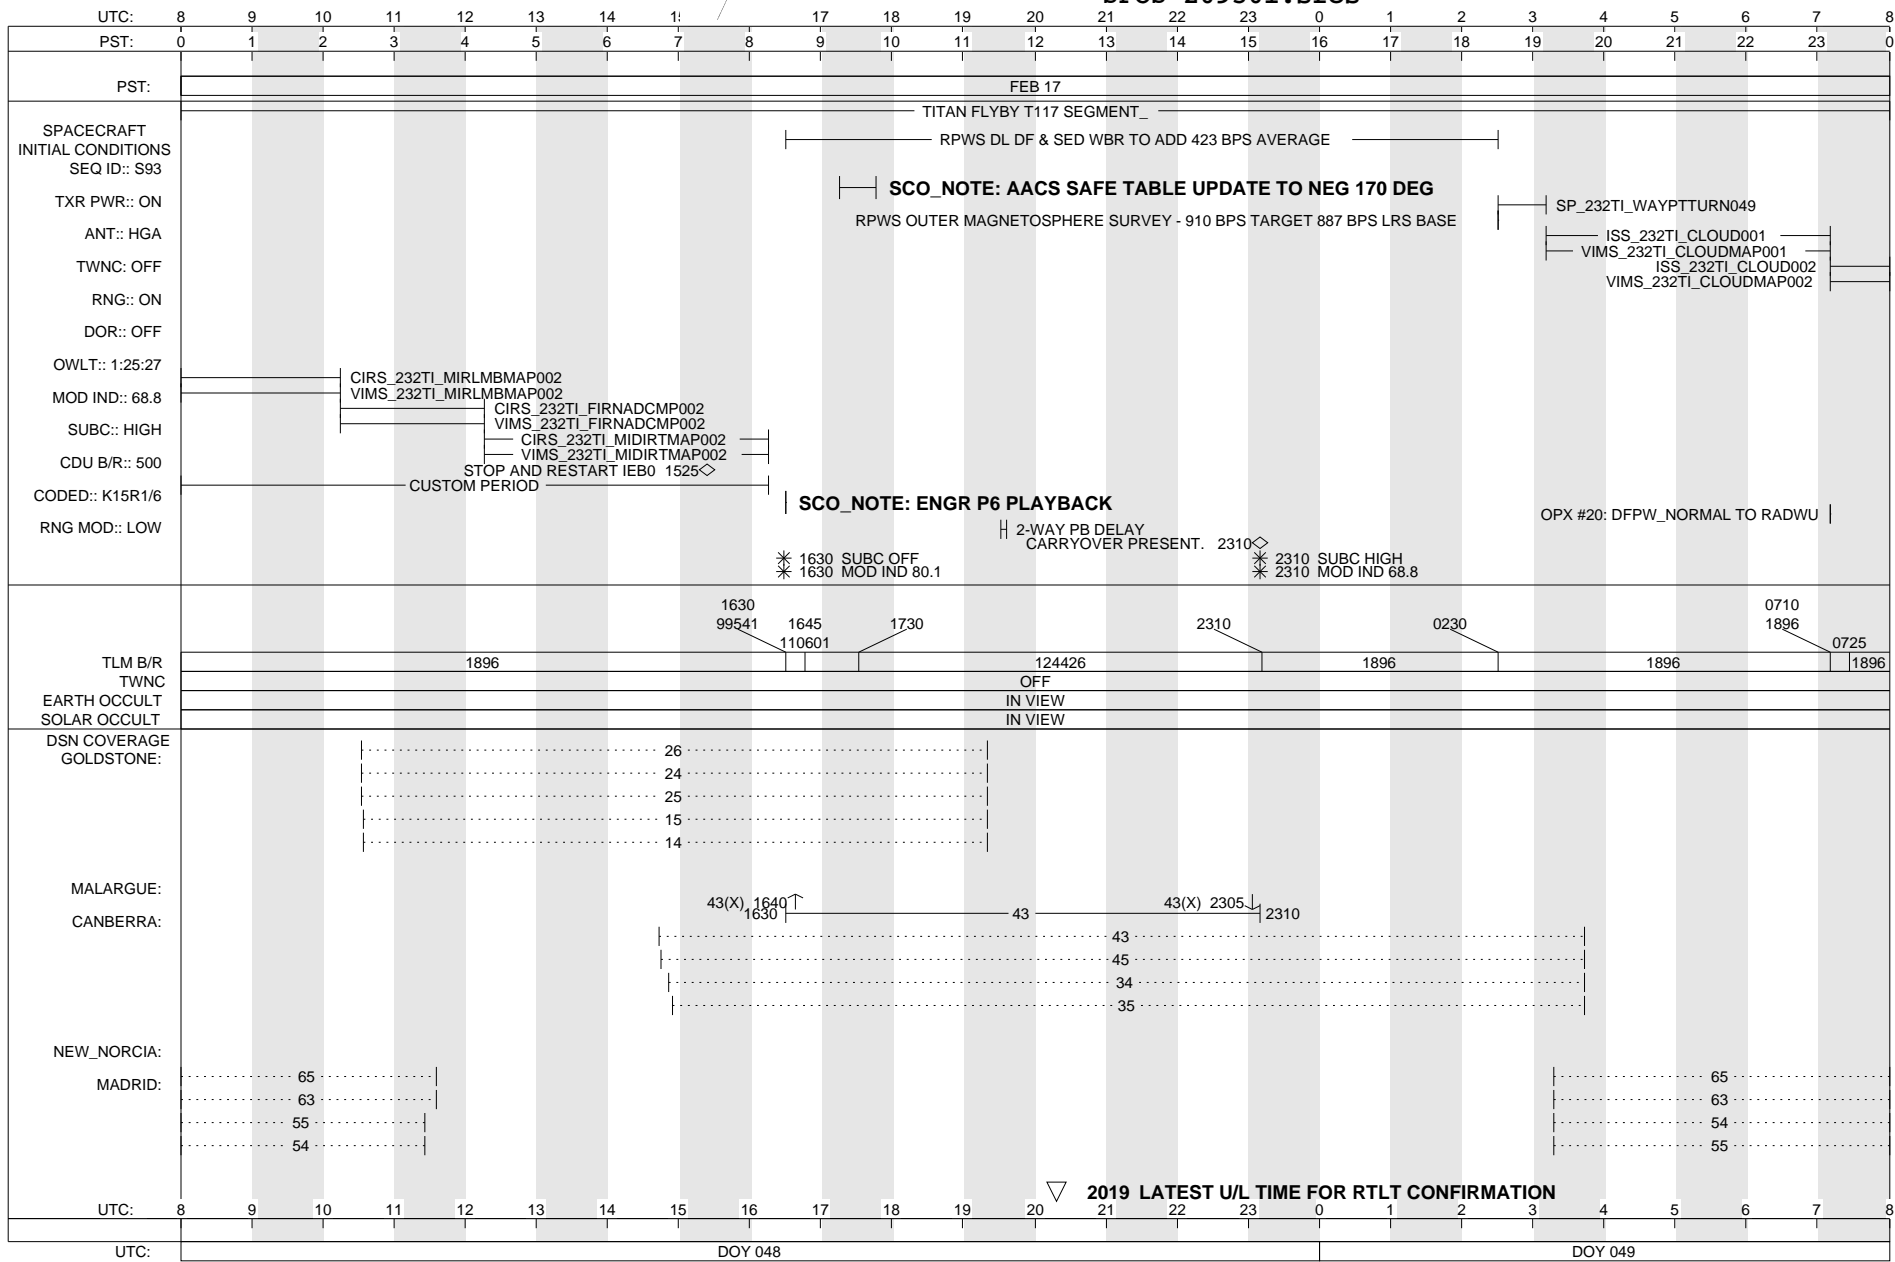 UTC: 8 9 10 11 12 13 14 17 18 19 20 21 22 23 0 1 2 3 4 5 6 7 8
PST: 0 1 2 3 4 5 6 7 8 9 10 11 12 13 14 15 16 17 18 19 20 21 22 23 0
PST: FEB 17
TITAN FLYBY T117 SEGMENT_
SPACECRAFT
INITIAL CONDITIONS
RPWS DL DF & SED WBR TO ADD 423 BPS AVERAGE
SEQ ID:: S93
SCO_NOTE: AACS SAFE TABLE UPDATE TO NEG 170 DEG
TXR PWR:: ON
SP_232TI_WAYPTTURN049
RPWS OUTER MAGNETOSPHERE SURVEY - 910 BPS TARGET 887 BPS LRS BASE
ANT:: HGA
ISS_232TI_CLOUD001
VIMS_232TI_CLOUDMAP001
TWNC: OFF
ISS_232TI_CLOUD002
VIMS_232TI_CLOUDMAP002
RNG:: ON
DOR:: OFF
OWLT:: 1:25:27
CIRS_232TI_MIRLMBMAP002
MOD IND:: 68.8
VIMS_232TI_MIRLMBMAP002
CIRS_232TI_FIRNADCMP002
VIMS_232TI_FIRNADCMP002
SUBC:: HIGH
CIRS_232TI_MIDIRTMAP002
VIMS_232TI_MIDIRTMAP002
CDU B/R:: 500
STOP AND RESTART IEB0 1525
CUSTOM PERIOD
CODED:: K15R1/6
SCO_NOTE: ENGR P6 PLAYBACK
OPX #20: DFPW_NORMAL TO RADWU
RNG MOD:: LOW
2-WAY PB DELAY
CARRYOVER PRESENT. 2310
1630 SUBC OFF 2310 SUBC HIGH
1630 MOD IND 80.1 2310 MOD IND 68.8
1630 0710
99541 1645 1730 2310 0230 1896
110601 0725
TLM B/R 1896 124426 1896 1896 1896
TWNC OFF
EARTH OCCULT IN VIEW
SOLAR OCCULT IN VIEW
DSN COVERAGE
GOLDSTONE:
26
24
25
15
14
MALARGUE:
43(X) 1640 43(X) 2305
CANBERRA: 1630 43 2310
43
45
34
35
NEW_NORCIA:
MADRID:
65 65
63 63
55 54
54 55
2019 LATEST U/L TIME FOR RTLT CONFIRMATION
UTC: 8 9 10 11 12 13 14 15 16 17 18 19 20 21 22 23 0 1 2 3 4 5 6 7 8
UTC: DOY 048 DOY 049